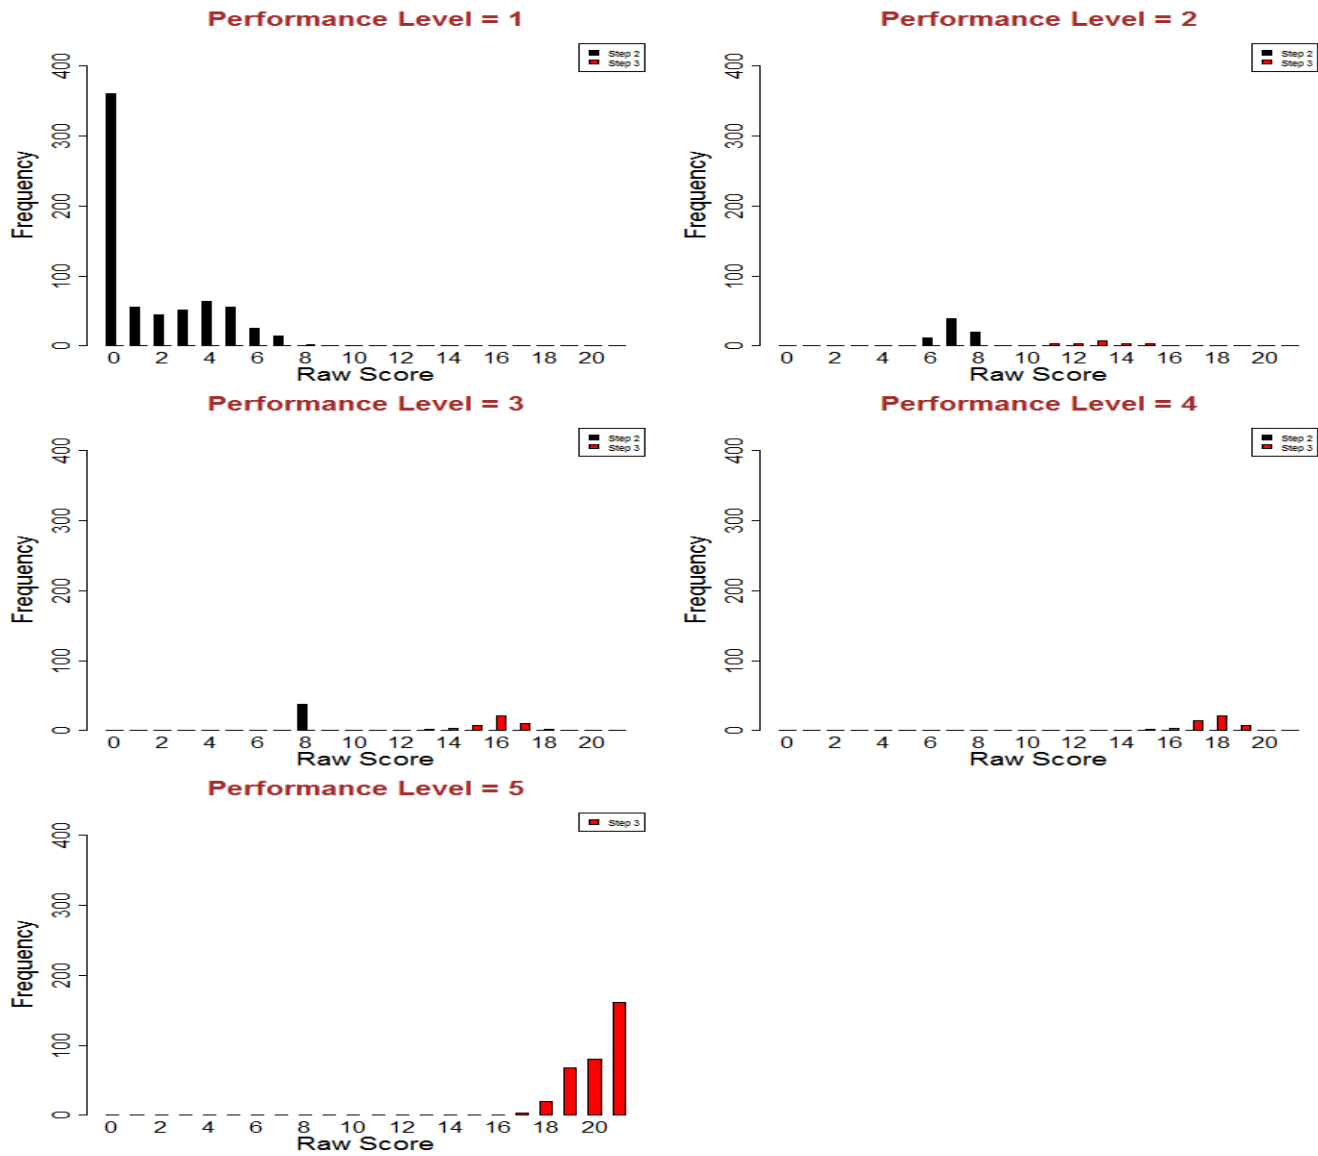 Performance Level = 1
Step 2
Step 3
Frequency
400
300
200
100
0
0 2 4 6 8 10 12 14 16 18 20
Raw Score
Performance Level = 2
Step 2
Step 3
Frequency
400
300
200
100
0
0 2 4 6 8 10 12 14 16 18 20
Raw Score
Performance Level = 3
Step 2
Step 3
Frequency
400
300
200
100
0
0 2 4 6 8 10 12 14 16 18 20
Raw Score
Performance Level = 4
Step 2
Step 3
Frequency
400
300
200
100
0
0 2 4 6 8 10 12 14 16 18 20
Raw Score
Performance Level = 5
Step 3
Frequency
400
300
200
100
0
0 2 4 6 8 10 12 14 16 18 20
Raw Score